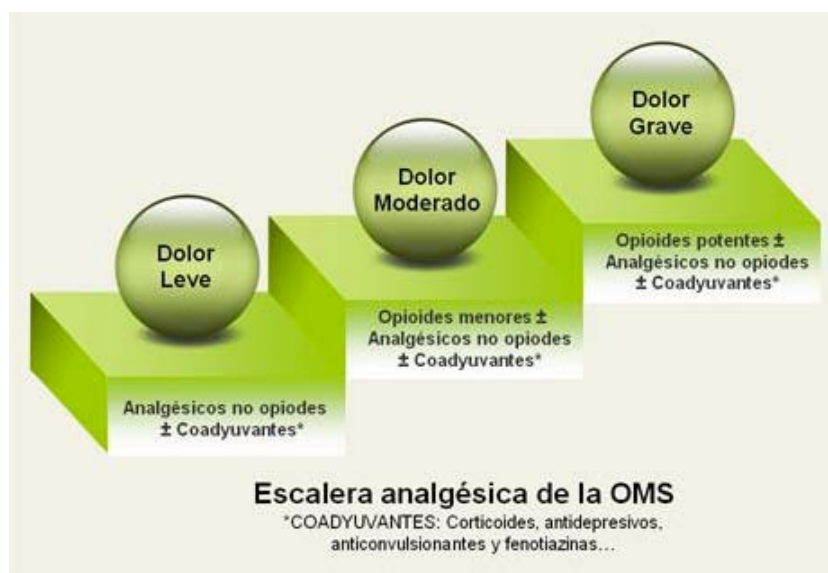 Dolor
Leve
Analgésicos no opiodes
± Coadyuvantes*
Dolor
Moderado
Opioides menores ±
Analgésicos no opiodes
± Coadyuvantes*
Dolor
Grave
Opioides potentes ±
Analgésicos no opiodes
± Coadyuvantes*
Escalera analgésica de la OMS
*COADYUVANTES: Corticoides, antidepresivos,
anticonvulsionantes y fenotiazinas...